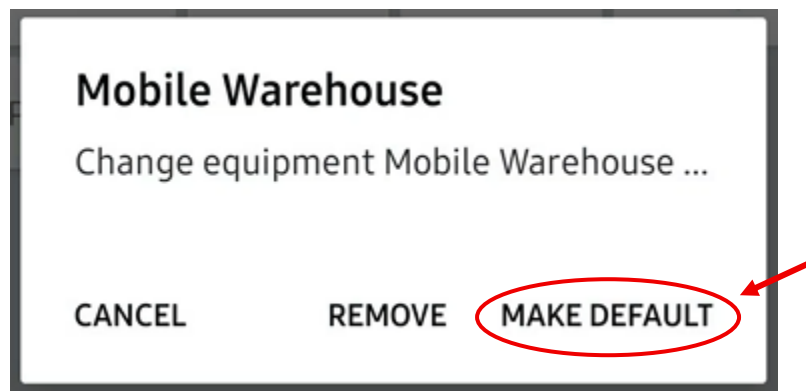 Mobile Warehouse
Change equipment Mobile Warehouse ...
CANCEL REMOVE MAKE DEFAULT